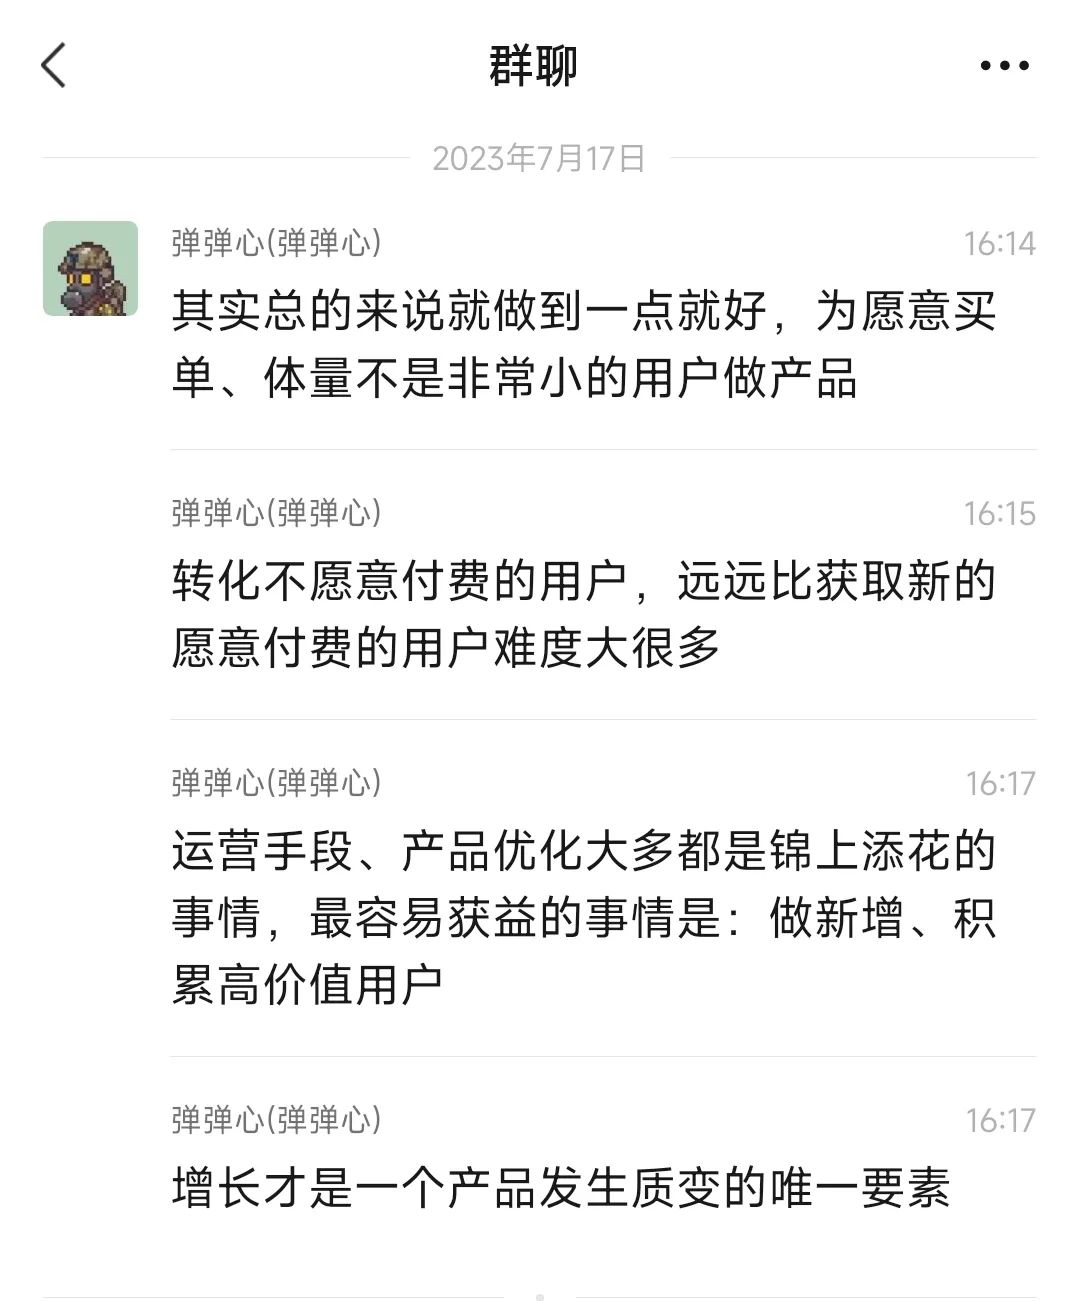 群聊
2023年7月17日
弹弹心(弹弹心)
16:14
其实总的来说就做到一点就好，为愿意买
单、体量不是非常小的用户做产品
弹弹心(弹弹心)
16:15
转化不愿意付费的用户，远远比获取新的
愿意付费的用户难度大很多
弹弹心(弹弹心)
16:17
运营手段、产品优化大多都是锦上添花的
事情，最容易获益的事情是：做新增、积
累高价值用户
弹弹心(弹弹心)
16:17
增长才是一个产品发生质变的唯一要素